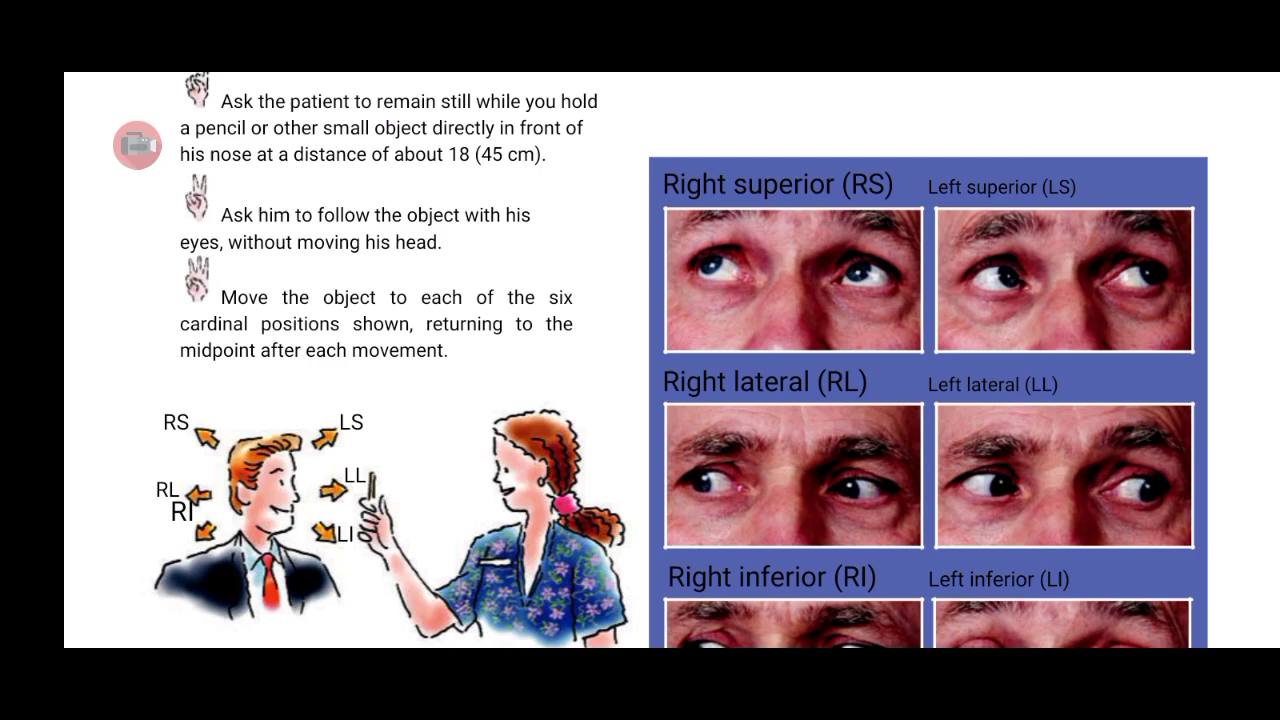 Ask the patient to remain still while you hold
a pencil or other small object directly in front of
his nose at a distance of about 18 (45 cm).
Ask him to follow the object with his
eyes, without moving his head.
Move the object to each of the six
cardinal positions shown, returning to the
midpoint after each movement.
RS
LS
RL
LL
RI
LI
Right superior (RS)
Left superior (LS)
Right lateral (RL)
Left lateral (LL)
Right inferior (RI)
Left inferior (LI)